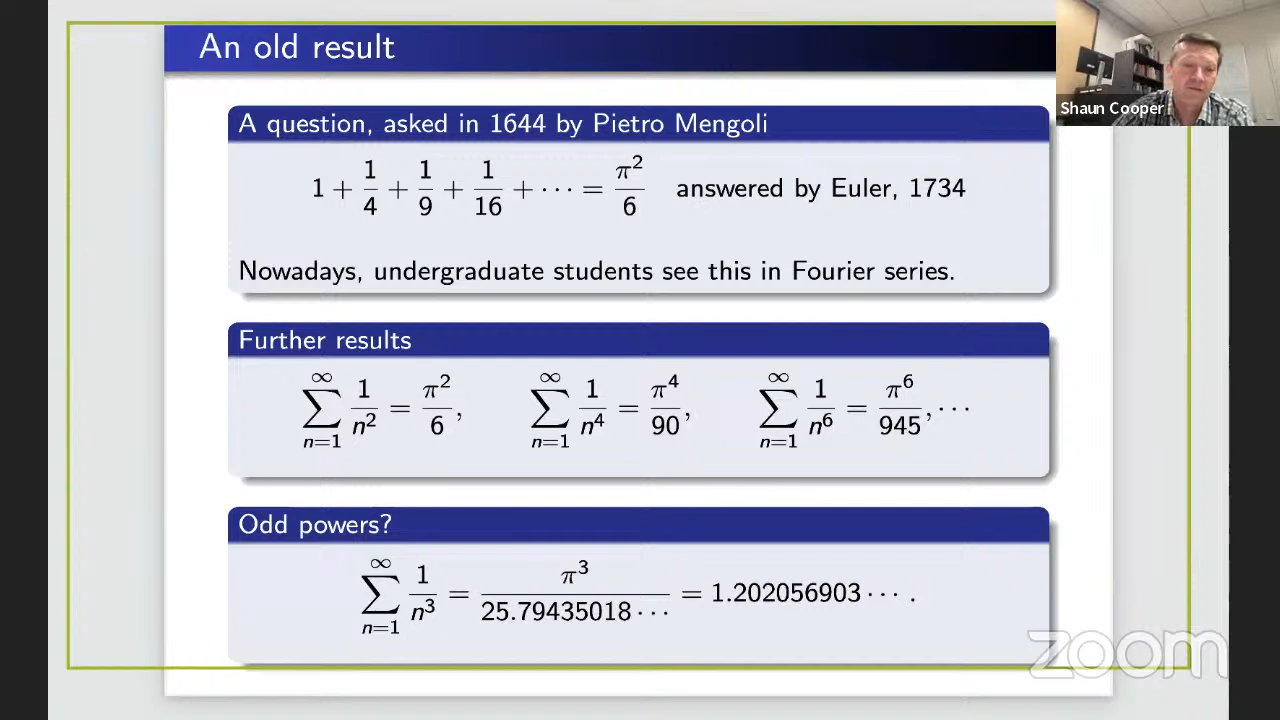 An old result
Shaun Cooper
A question, asked in 1644 by Pietro Mengoli
1 + 1/4 + 1/9 + 1/16 + ⋯ = π²/6 answered by Euler, 1734
Nowadays, undergraduate students see this in Fourier series.
Further results
∑_{n=1}^{∞} 1/n² = π²/6, ∑_{n=1}^{∞} 1/n⁴ = π⁴/90, ∑_{n=1}^{∞} 1/n⁶ = π⁶/945, ⋯
Odd powers?
∑_{n=1}^{∞} 1/n³ = π³/25.79435018⋯ = 1.202056903⋯ .
zoom